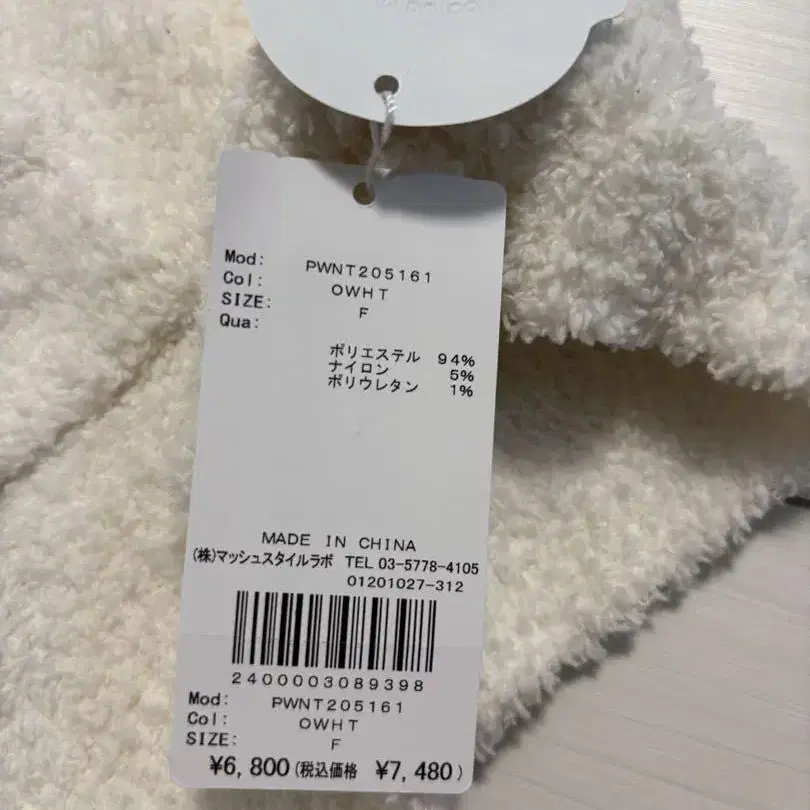 Mod: PWNT205161
Col: OWHT
SIZE: F
Qua:
ポリエステル 94%
ナイロン 5%
ポリウレタン 1%
MADE IN CHINA
(株)マッシュスタイルラボ TEL 03-5778-4105
01201027-312
2400003089398
Mod: PWNT205161
Col: OWHT
SIZE: F
¥6,800(税込価格 ¥7,480)